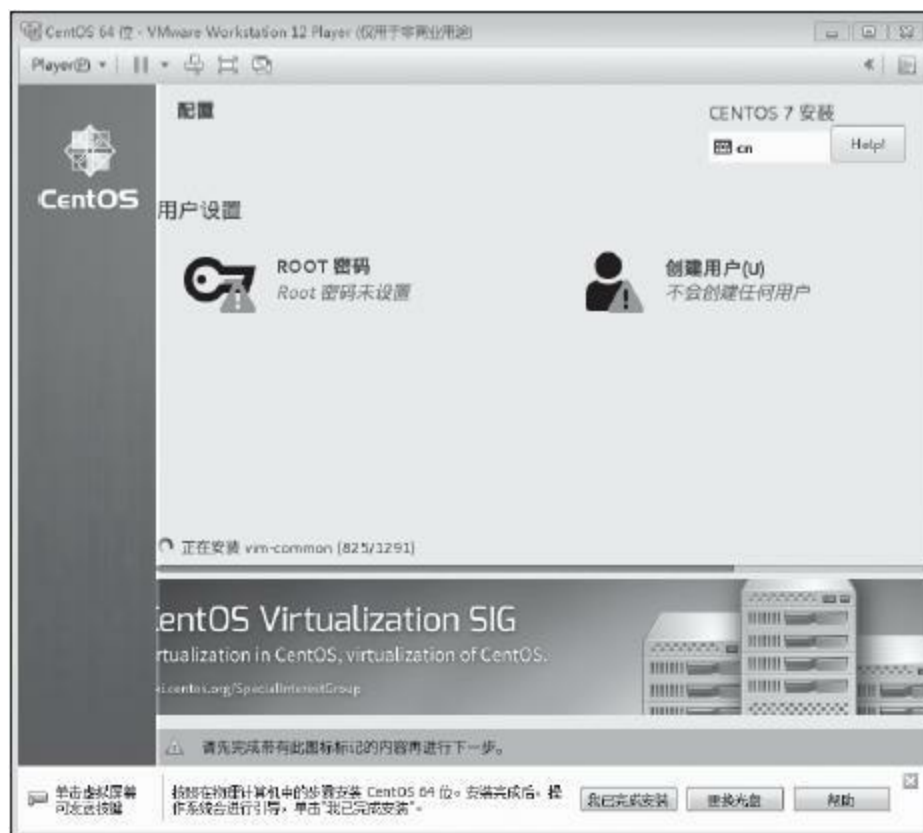 CentOS 64 位 - VMware Workstation 12 Player (仅用于非商业用途)
Player(P)
配置
CENTOS 7 安装
cn
Help!
CentOS
用户设置
ROOT 密码
Root 密码未设置
创建用户(U)
不会创建任何用户
正在安装 vim-common (825/1291)
CentOS Virtualization SIG
rtualization in CentOS, virtualization of CentOS.
ki.centos.org/SpecialInterestGroup
请先完成带有此图标标记的内容再进行下一步。
单击虚拟屏幕
可发送按键
按照在物理计算机中的步骤安装 CentOS 64 位。安装完成后，操
作系统会进行引导，单击“我已完成安装”。
我已完成安装
更换光盘
帮助